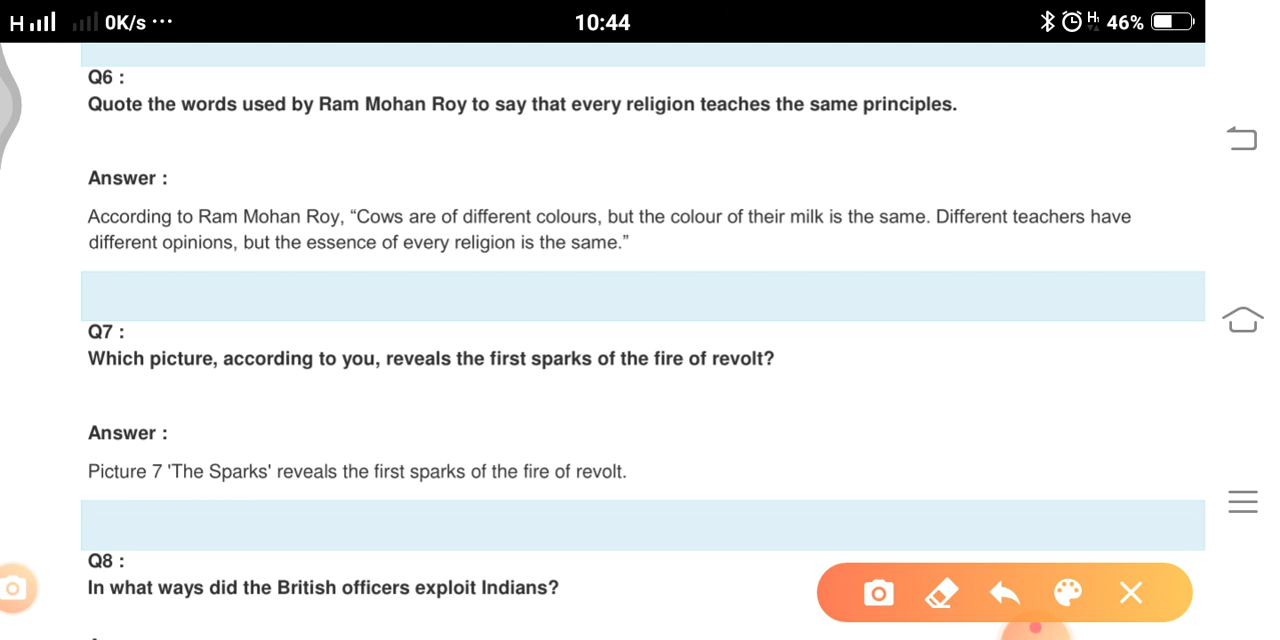 H 0K/s ··· 10:44 H 46%
Q6 :
Quote the words used by Ram Mohan Roy to say that every religion teaches the same principles.
Answer :
According to Ram Mohan Roy, “Cows are of different colours, but the colour of their milk is the same. Different teachers have
different opinions, but the essence of every religion is the same.”
Q7 :
Which picture, according to you, reveals the first sparks of the fire of revolt?
Answer :
Picture 7 'The Sparks' reveals the first sparks of the fire of revolt.
Q8 :
In what ways did the British officers exploit Indians?